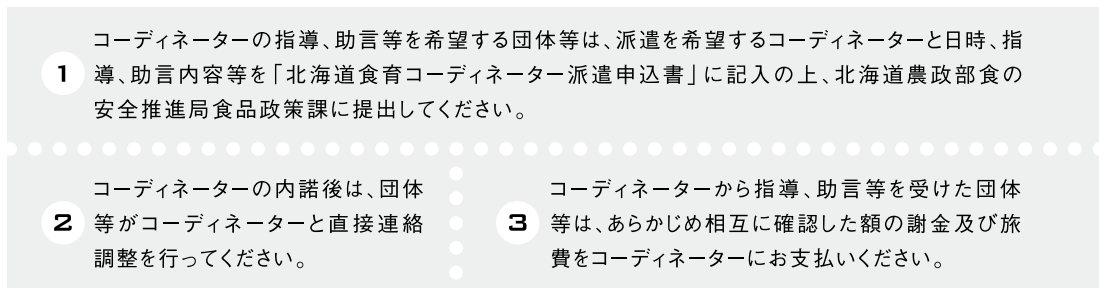 1
コーディネーターの指導、助言等を希望する団体等は、派遣を希望するコーディネーターと日時、指
導、助言内容等を「北海道食育コーディネーター派遣申込書」に記入の上、北海道農政部食の
安全推進局食品政策課に提出してください。
2
コーディネーターの内諾後は、団体
等がコーディネーターと直接連絡
調整を行ってください。
3
コーディネーターから指導、助言等を受けた団体
等は、あらかじめ相互に確認した額の謝金及び旅
費をコーディネーターにお支払いください。